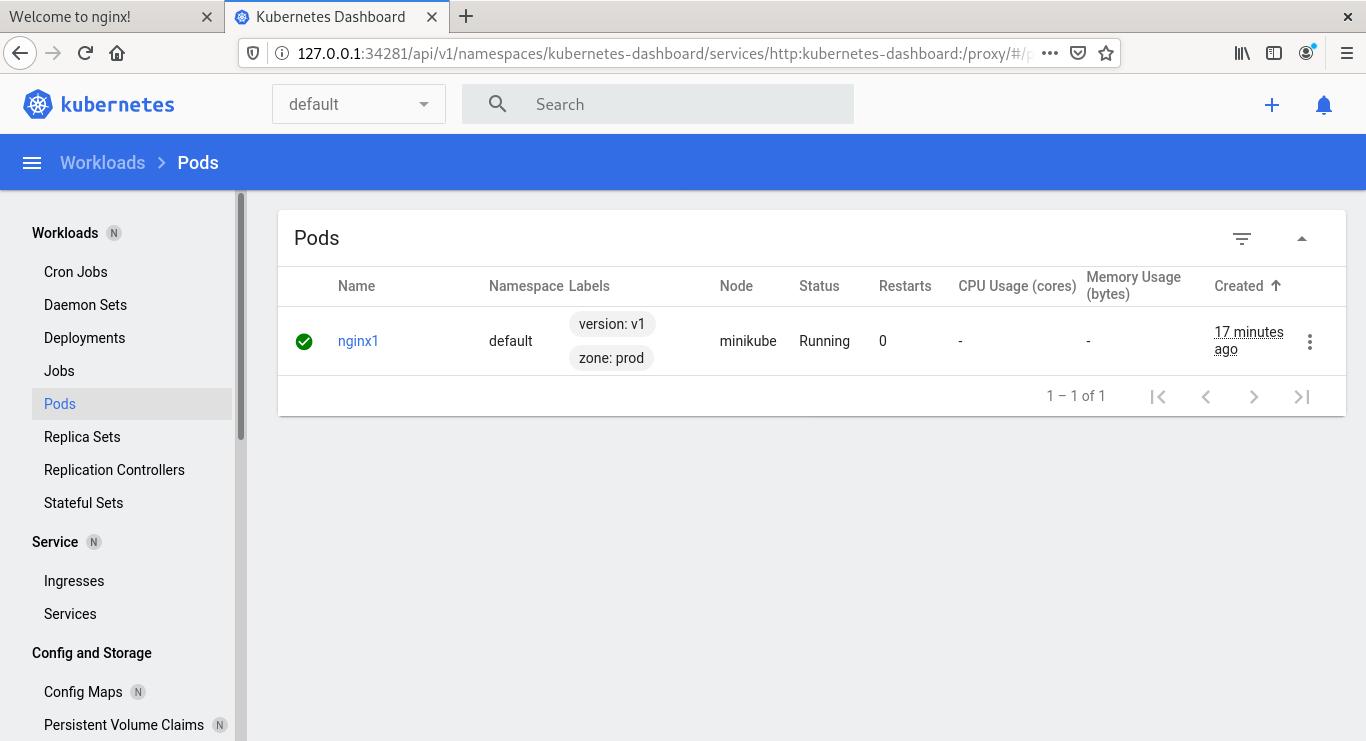 Welcome to nginx!
Kubernetes Dashboard
127.0.0.1:34281/api/v1/namespaces/kubernetes-dashboard/services/http:kubernetes-dashboard:/proxy/#/p
kubernetes
default
Search
Workloads
Pods
Workloads N
Cron Jobs
Daemon Sets
Deployments
Jobs
Pods
Replica Sets
Replication Controllers
Stateful Sets
Service N
Ingresses
Services
Config and Storage
Config Maps N
Persistent Volume Claims N
Pods
Name Namespace Labels Node Status Restarts CPU Usage (cores) Memory Usage (bytes) Created
nginx1 default version: v1 zone: prod minikube Running 0 - - 17 minutes ago
1 – 1 of 1